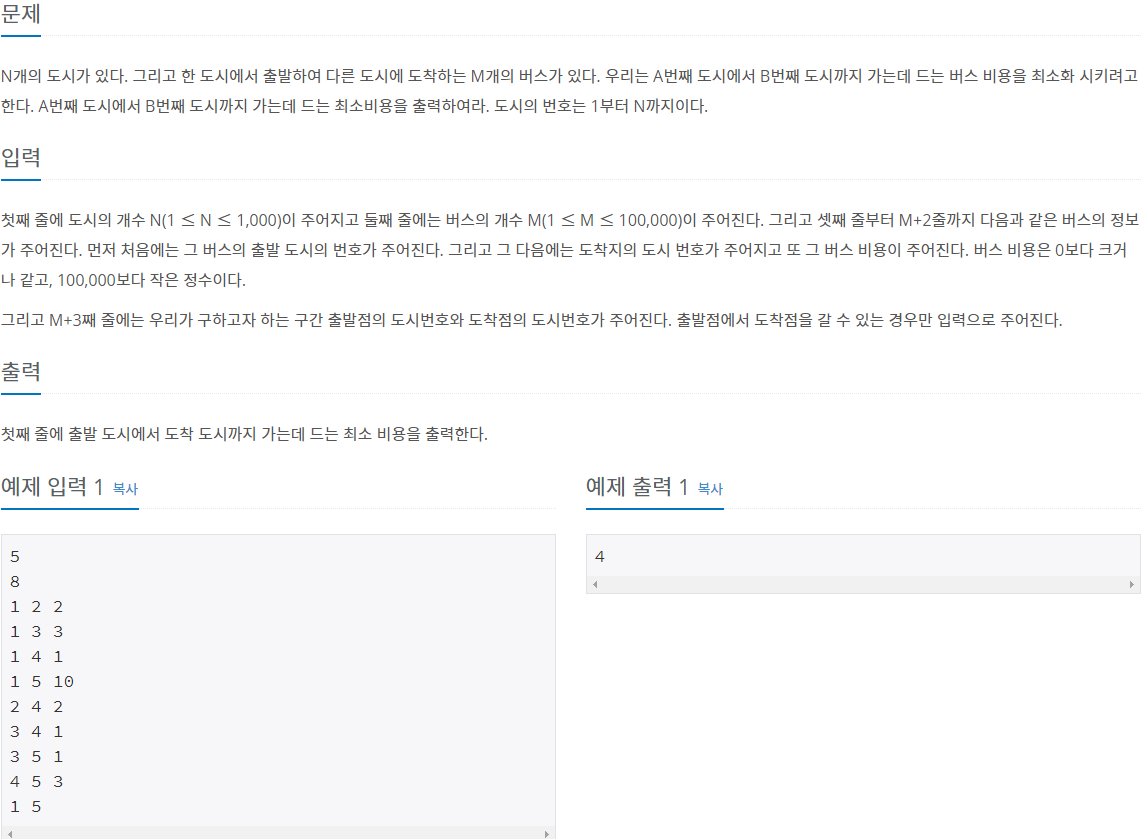 문제
N개의 도시가 있다. 그리고 한 도시에서 출발하여 다른 도시에 도착하는 M개의 버스가 있다. 우리는 A번째 도시에서 B번째 도시까지 가는데 드는 버스 비용을 최소화 시키려고
한다. A번째 도시에서 B번째 도시까지 가는데 드는 최소비용을 출력하여라. 도시의 번호는 1부터 N까지이다.
입력
첫째 줄에 도시의 개수 N(1 ≤ N ≤ 1,000)이 주어지고 둘째 줄에는 버스의 개수 M(1 ≤ M ≤ 100,000)이 주어진다. 그리고 셋째 줄부터 M+2줄까지 다음과 같은 버스의 정보
가 주어진다. 먼저 처음에는 그 버스의 출발 도시의 번호가 주어진다. 그리고 그 다음에는 도착지의 도시 번호가 주어지고 또 그 버스 비용이 주어진다. 버스 비용은 0보다 크거
나 같고, 100,000보다 작은 정수이다.
그리고 M+3째 줄에는 우리가 구하고자 하는 구간 출발점의 도시번호와 도착점의 도시번호가 주어진다. 출발점에서 도착점을 갈 수 있는 경우만 입력으로 주어진다.
출력
첫째 줄에 출발 도시에서 도착 도시까지 가는데 드는 최소 비용을 출력한다.
예제 입력 1 복사
5
8
1 2 2
1 3 3
1 4 1
1 5 10
2 4 2
3 4 1
3 5 1
4 5 3
1 5
예제 출력 1 복사
4